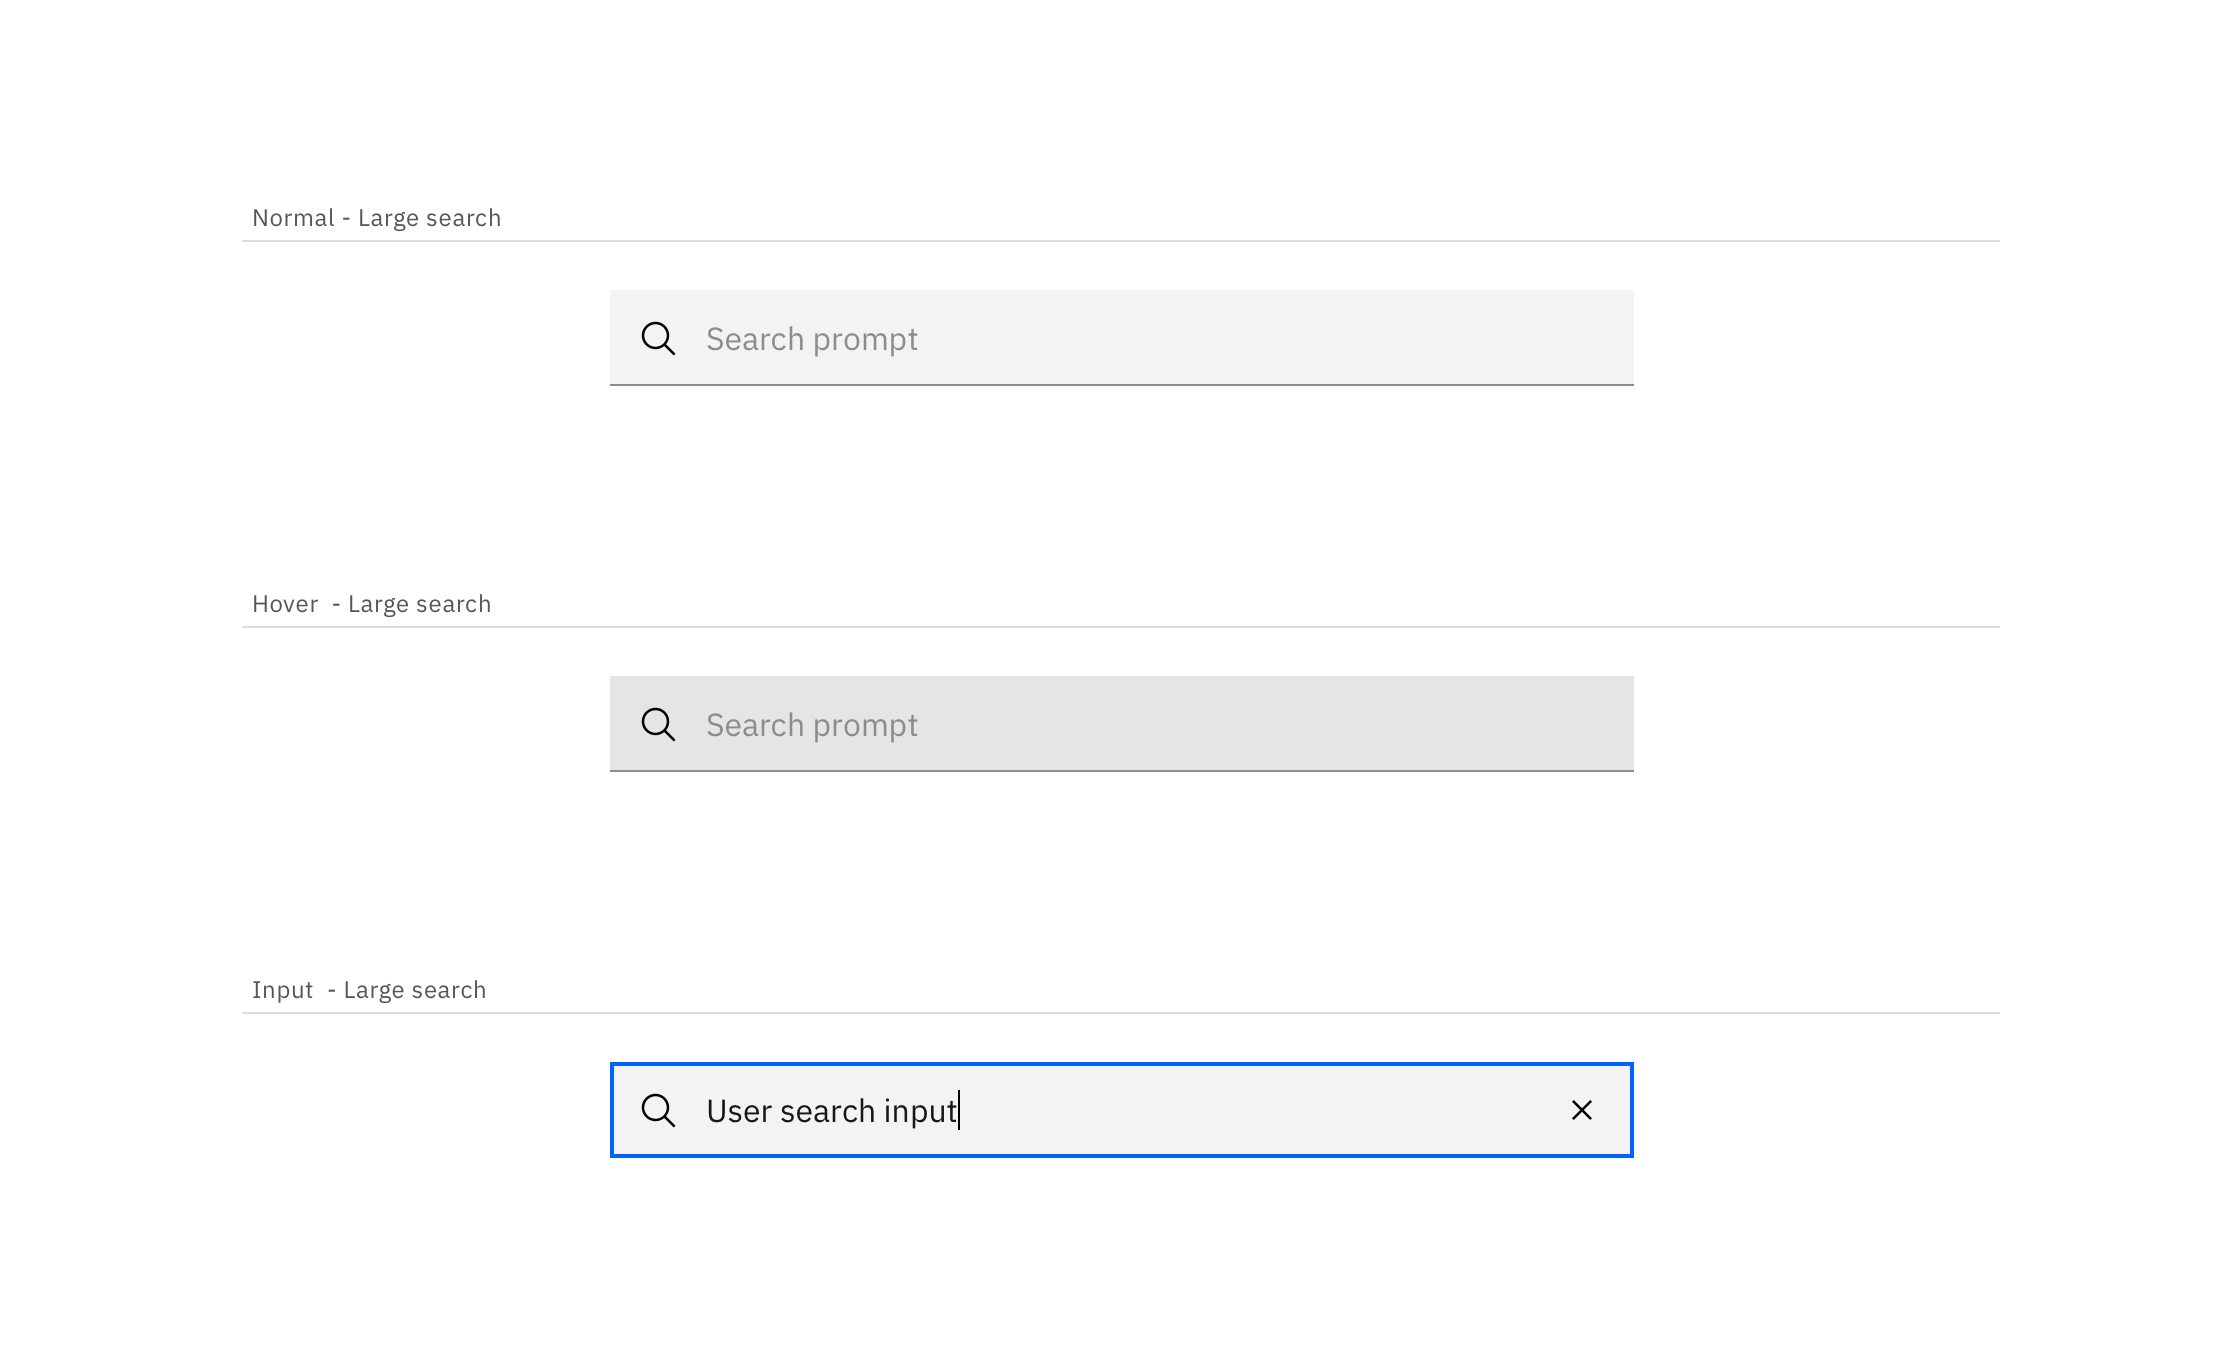 Normal - Large search
Search prompt
Hover  - Large search
Search prompt
Input  - Large search
User search input